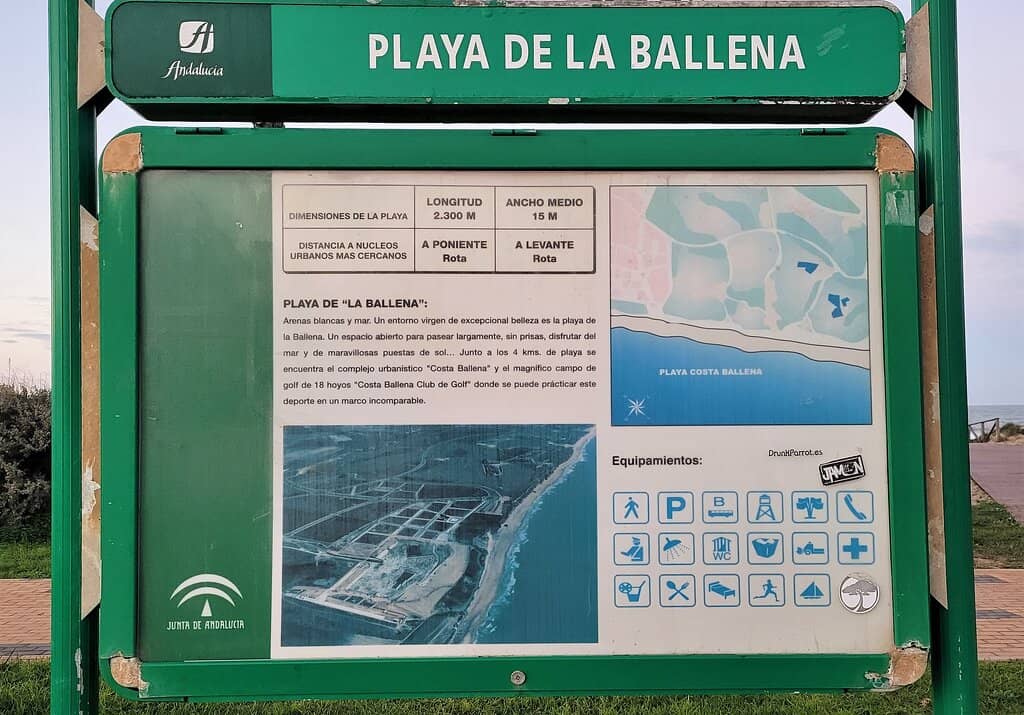 Andalucía
PLAYA DE LA BALLENA
DIMENSIONES DE LA PLAYA
LONGITUD
2.300 M
ANCHO MEDIO
15 M
DISTANCIA A NUCLEOS
URBANOS MAS CERCANOS
A PONIENTE
Rota
A LEVANTE
Rota
PLAYA DE “LA BALLENA”:
Arenas blancas y mar. Un entorno virgen de excepcional belleza es la playa de
la Ballena. Un espacio abierto para pasear largamente, sin prisas, disfrutar del
mar y de maravillosas puestas de sol... Junto a los 4 kms. de playa se
encuentra el complejo urbanístico “Costa Ballena” y el magnífico campo de
golf de 18 hoyos “Costa Ballena Club de Golf” donde se puede prácticar este
deporte en un marco incomparable.
PLAYA COSTA BALLENA
Equipamientos:
DrunkParrot.es
JAMON
P
B
WC
JUNTA DE ANDALUCIA